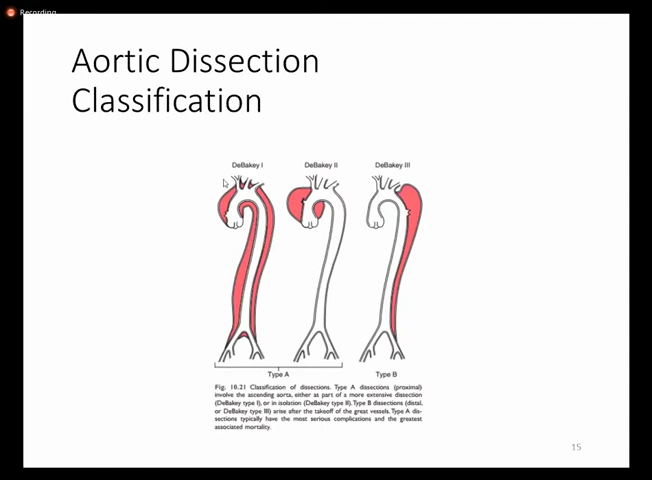 Recording
Aortic Dissection
Classification
DeBakey I DeBakey II DeBakey III
Type A Type B
Fig. 10.21 Classification of dissections. Type A dissections (proximal)
involve the ascending aorta, either as part of a more extensive dissection
(DeBakey type I), or in isolation (DeBakey type II). Type B dissections (distal,
or DeBakey type III) arise after the takeoff of the great vessels. Type A dis-
sections typically have the most serious complications and the greatest
associated mortality.
15